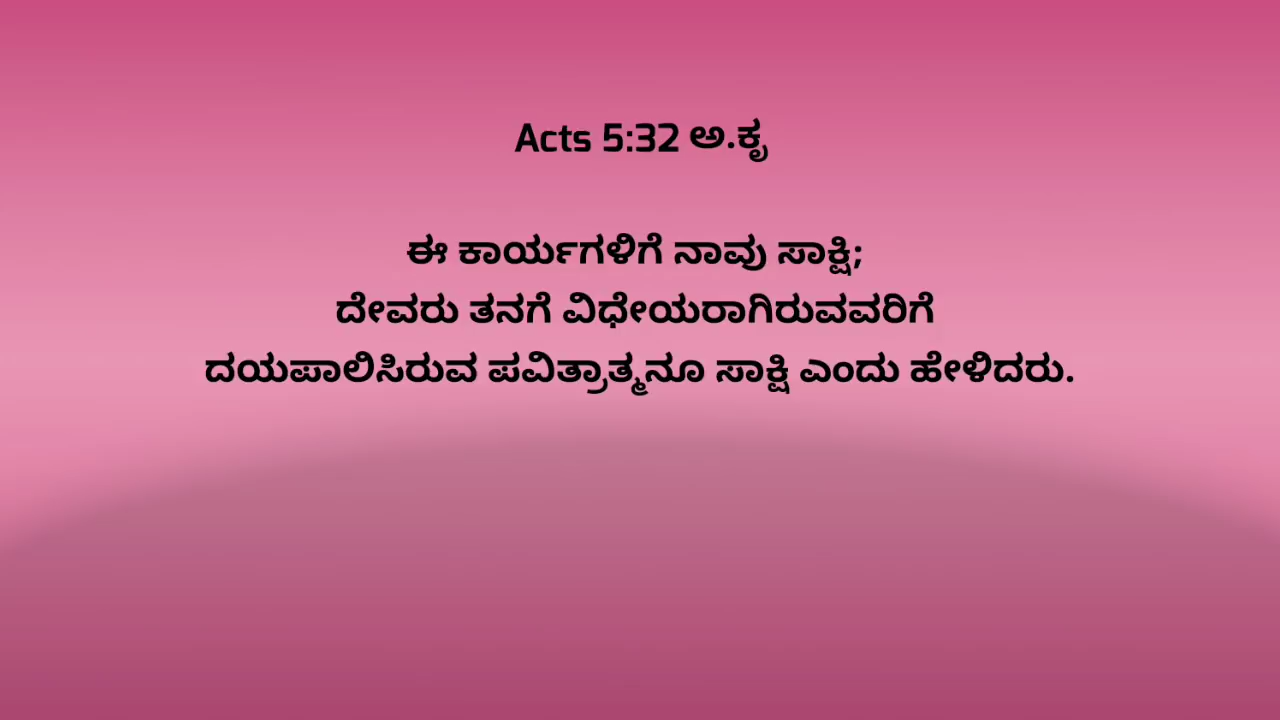 Acts 5:32 ಅ.ಕೃ
ಈ ಕಾರ್ಯಗಳಿಗೆ ನಾವು ಸಾಕ್ಷಿ;
ದೇವರು ತನಗೆ ವಿಧೇಯರಾಗಿರುವವರಿಗೆ
ದಯಪಾಲಿಸಿರುವ ಪವಿತ್ರಾತ್ಮನೂ ಸಾಕ್ಷಿ ಎಂದು ಹೇಳಿದರು.